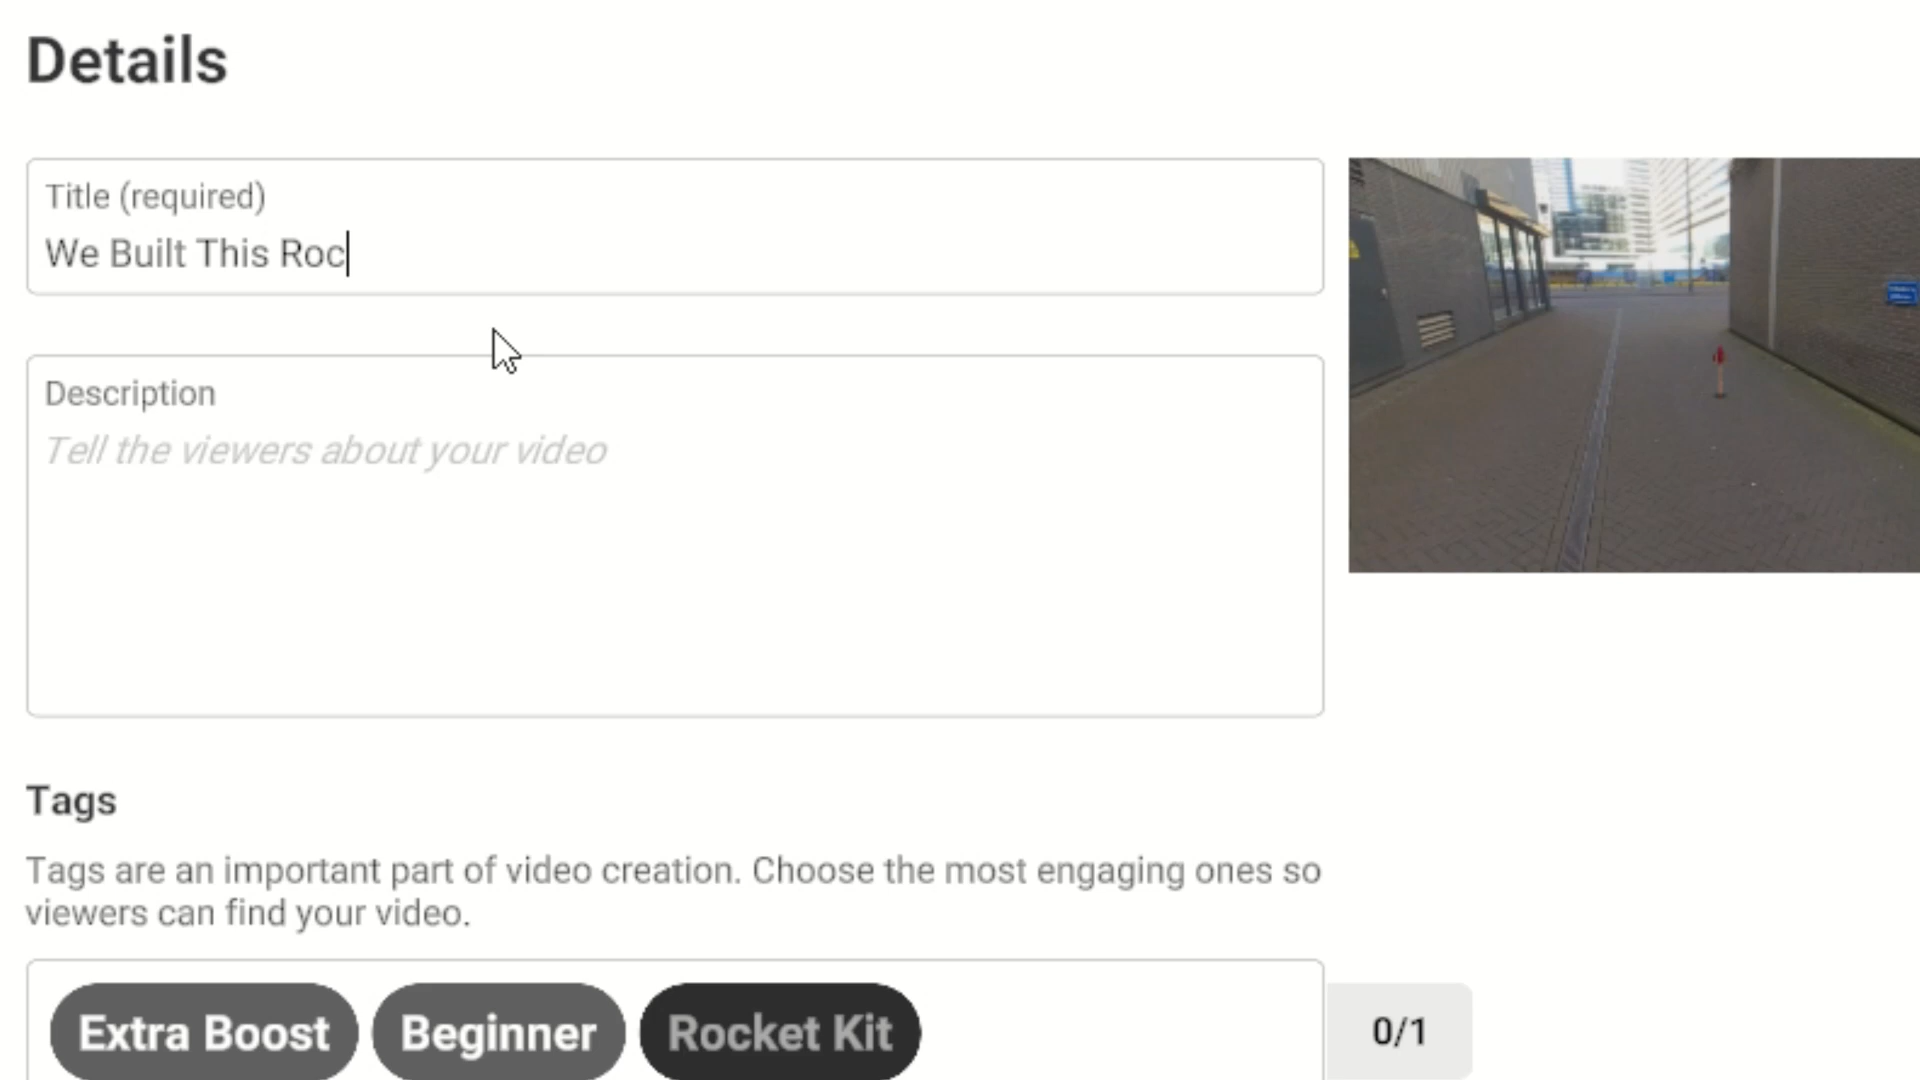 Details
Title (required)
We Built This Roc
Description
Tell the viewers about your video
Tags
Tags are an important part of video creation. Choose the most engaging ones so
viewers can find your video.
Extra Boost
Beginner
Rocket Kit
0/1